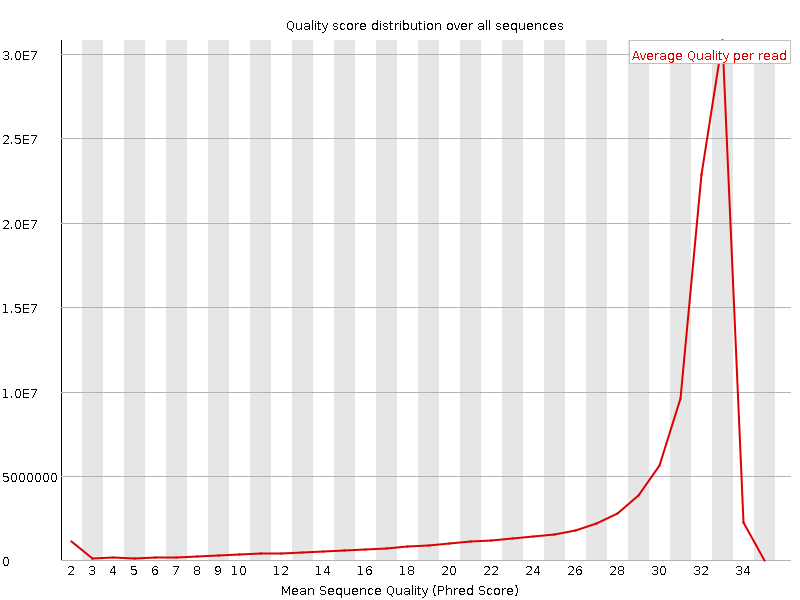 Quality score distribution over all sequences
Average Quality per read
3.0E7
2.5E7
2.0E7
1.5E7
1.0E7
5000000
0
2 3 4 5 6 7 8 9 10 12 14 16 18 20 22 24 26 28 30 32 34
Mean Sequence Quality (Phred Score)